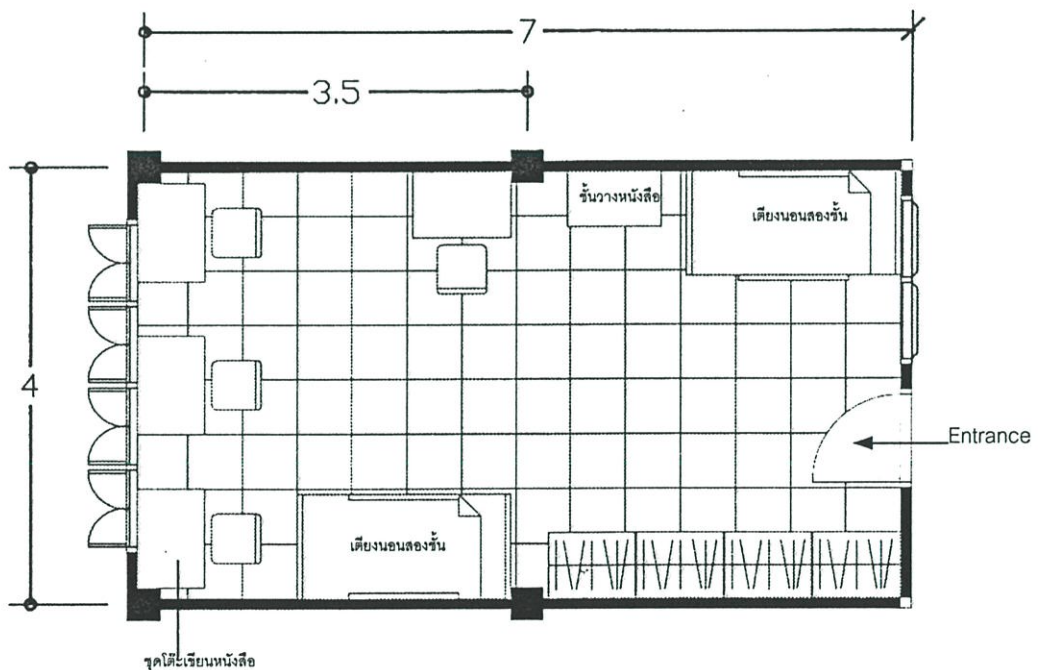 7
3.5
ชั้นวางหนังสือ
เตียงนอนสองชั้น
4
Entrance
เตียงนอนสองชั้น
ชุดโต๊ะเขียนหนังสือ